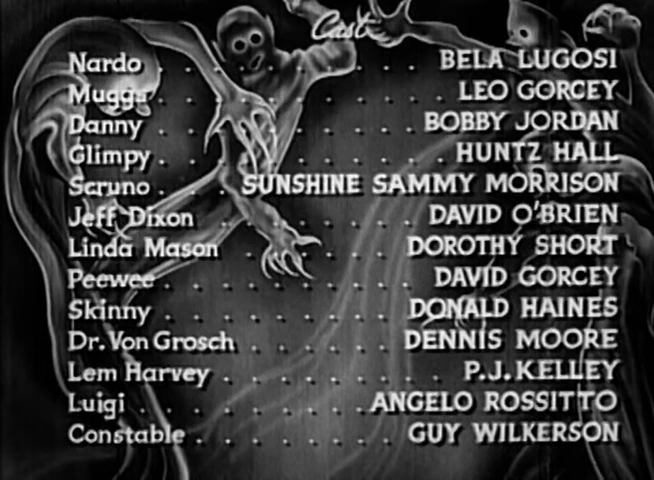 Cast
Nardo . . . . . . . . BELA LUGOSI
Muggs . . . . . . . . LEO GORCEY
Danny . . . . . . . . BOBBY JORDAN
Glimpy . . . . . . . . HUNTZ HALL
Scruno . . . SUNSHINE SAMMY MORRISON
Jeff Dixon . . . . . . . DAVID O'BRIEN
Linda Mason . . . . . . DOROTHY SHORT
Peewee . . . . . . . . DAVID GORCEY
Skinny . . . . . . . . DONALD HAINES
Dr. Von Grosch . . . . . . DENNIS MOORE
Lem Harvey . . . . . . . . P.J. KELLEY
Luigi . . . . . . . . ANGELO ROSSITTO
Constable . . . . . . . GUY WILKERSON